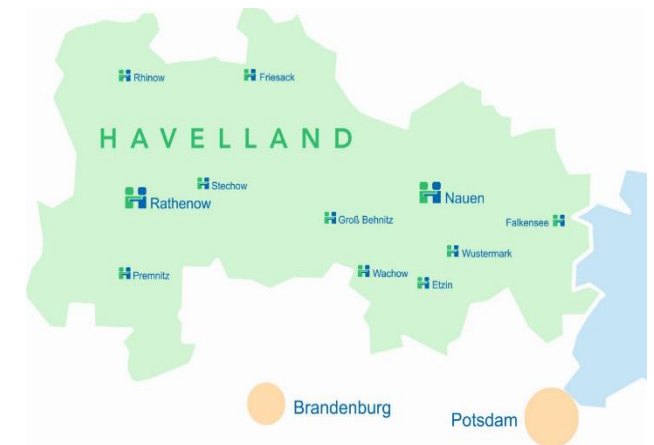 Rhinow
Friesack
HAVELLAND
Stechow
Rathenow
Nauen
Groß Behnitz
Falkensee
Wustermark
Premnitz
Wachow
Etzin
Brandenburg
Potsdam